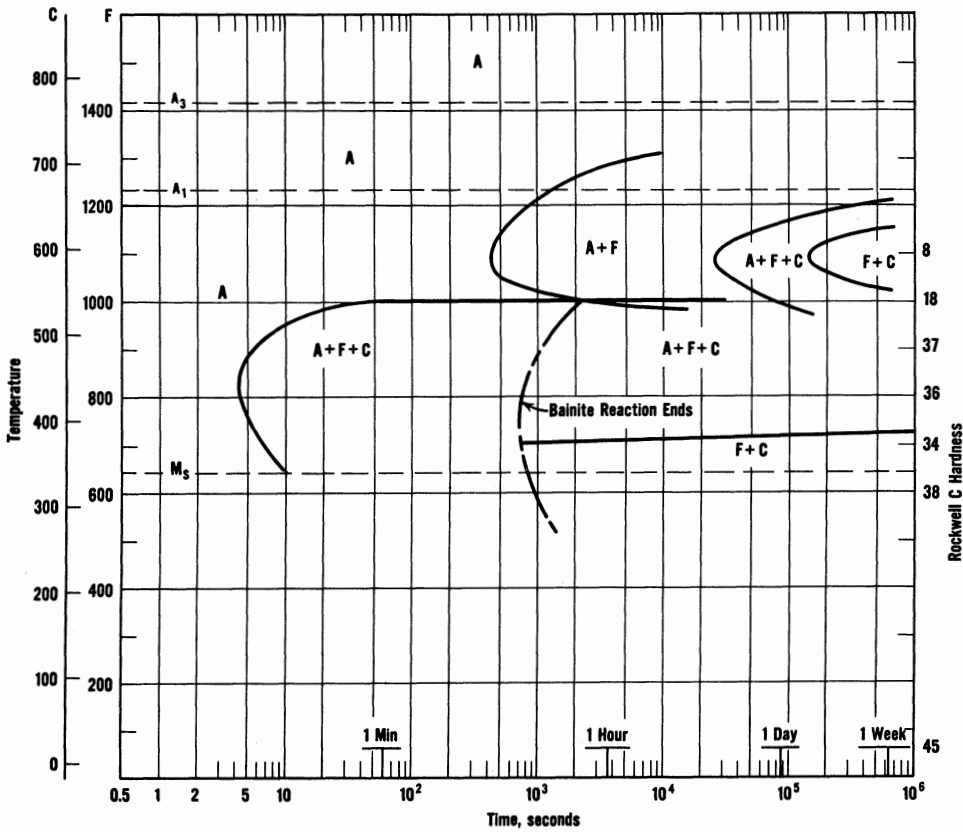 C
F
A
800
A3
1400
A
700
A1
1200
A + F
A + F + C
F + C
600
8
A
1000
18
A + F + C
A + F + C
500
37
800
36
Bainite Reaction Ends
400
34
F + C
Ms
600
38
300
400
200
200
100
1 Min
1 Hour
1 Day
1 Week
45
0
0.5 1 2 5 10 10² 10³ 10⁴ 10⁵ 10⁶
Time, seconds
Temperature
Rockwell C Hardness